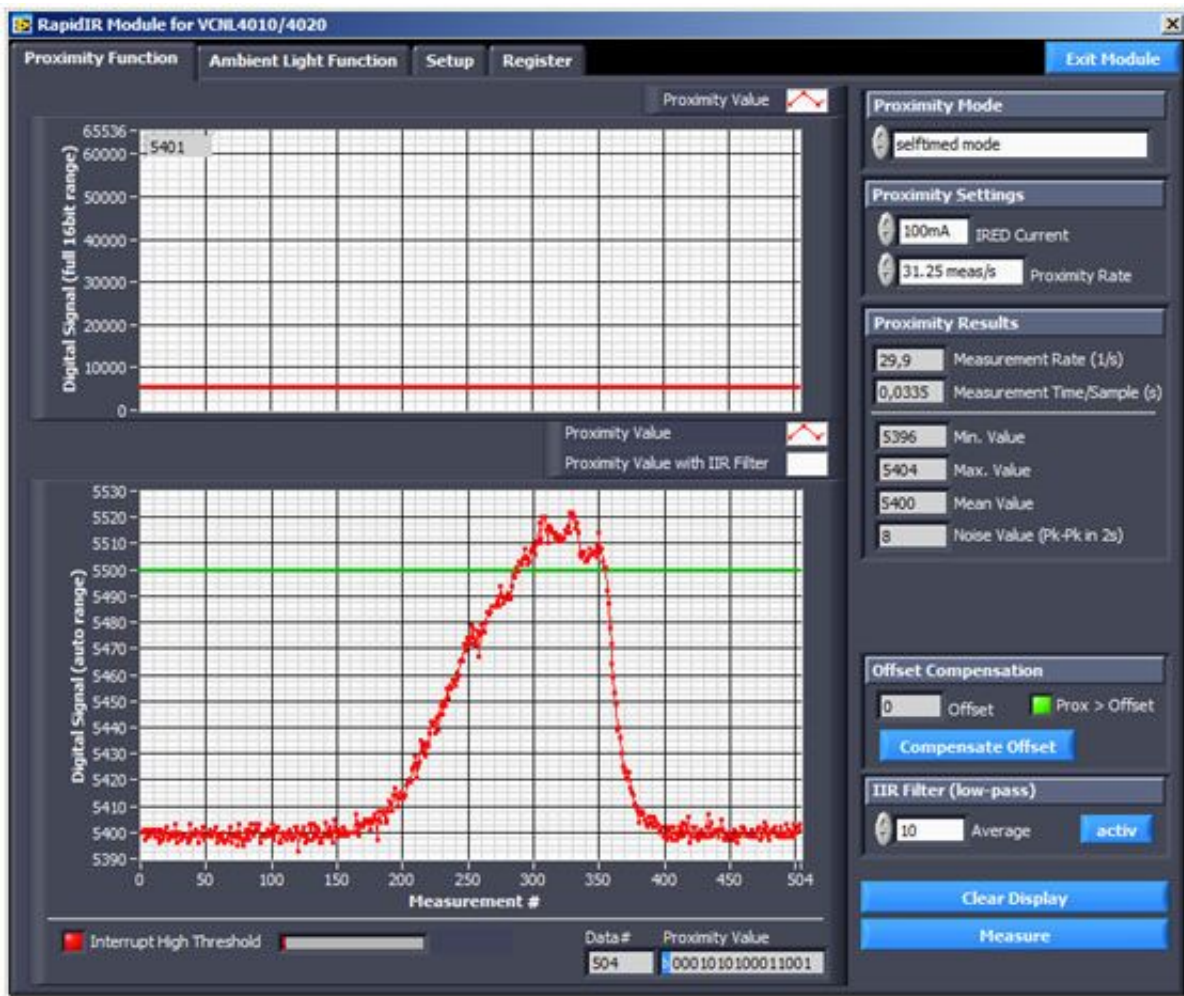 RapidIR Module for VCNL4010/4020
Proximity Function Ambient Light Function Setup Register Exit Module
Proximity Value
Digital Signal (full 16bit range)
65536
60000
50000
40000
30000
20000
10000
0
5401
Proximity Value
Proximity Value with IIR Filter
Digital Signal (auto range)
5530
5520
5510
5500
5490
5480
5470
5460
5450
5440
5430
5420
5410
5400
5390
0 50 100 150 200 250 300 350 400 450 504
Measurement #
Interrupt High Threshold
Data# Proximity Value
504 b 0001010100011001
Proximity Mode
selftimed mode
Proximity Settings
100mA IRED Current
31.25 meas/s Proximity Rate
Proximity Results
29,9 Measurement Rate (1/s)
0,0335 Measurement Time/Sample (s)
5396 Min. Value
5404 Max. Value
5400 Mean Value
8 Noise Value (Pk-Pk in 2s)
Offset Compensation
0 Offset Prox > Offset
Compensate Offset
IIR Filter (low-pass)
10 Average activ
Clear Display
Measure